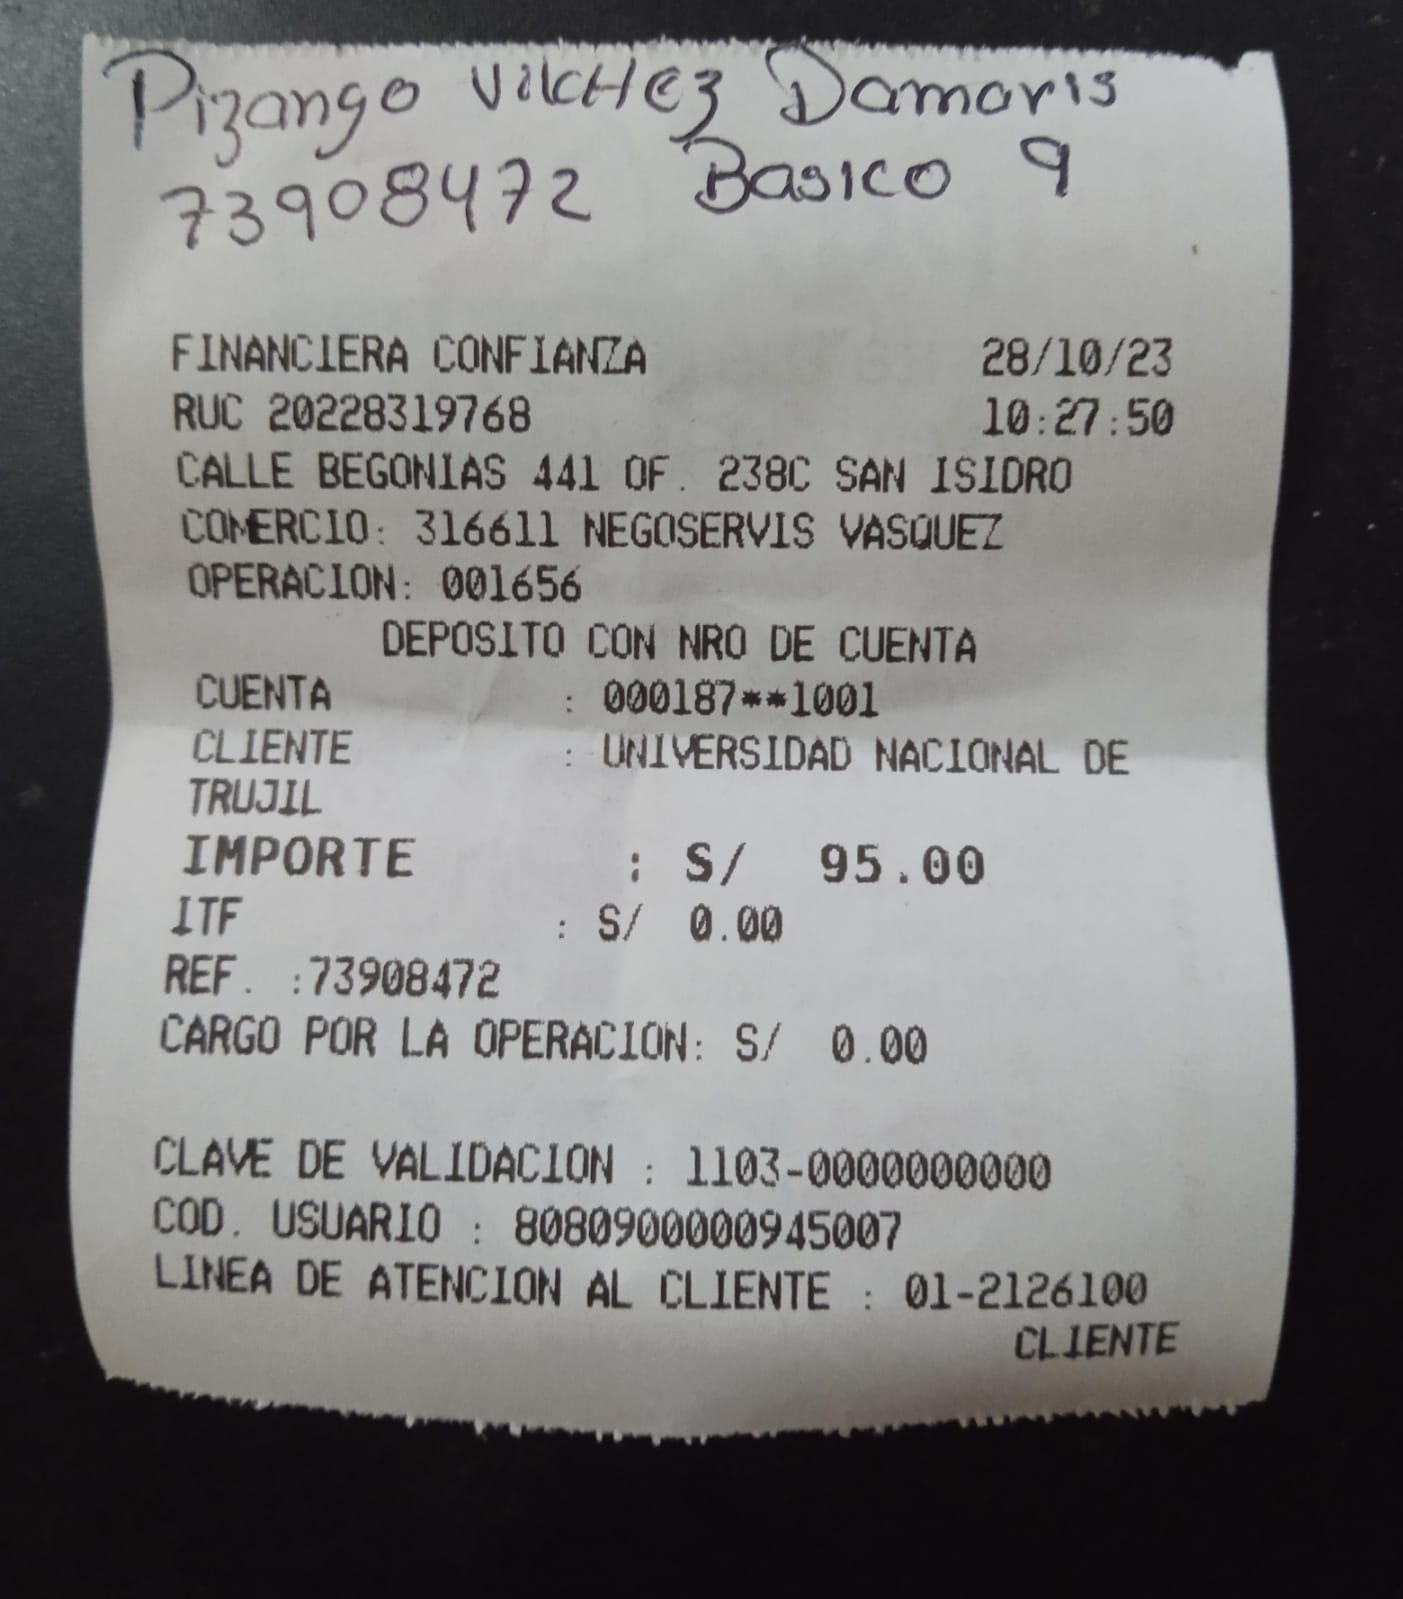 Pizango VilCHez Damaris
73908472 Basico 9
FINANCIERA CONFIANZA 28/10/23
RUC 20228319768 10:27:50
CALLE BEGONIAS 441 OF. 238C SAN ISIDRO
COMERCIO: 316611 NEGOSERVIS VASQUEZ
OPERACION: 001656
DEPOSITO CON NRO DE CUENTA
CUENTA : 000187**1001
CLIENTE : UNIVERSIDAD NACIONAL DE
TRUJIL
IMPORTE : S/ 95.00
ITF : S/ 0.00
REF. :73908472
CARGO POR LA OPERACION: S/ 0.00
CLAVE DE VALIDACION : 1103-0000000000
COD. USUARIO : 8080900000945007
LINEA DE ATENCION AL CLIENTE : 01-2126100
CLIENTE